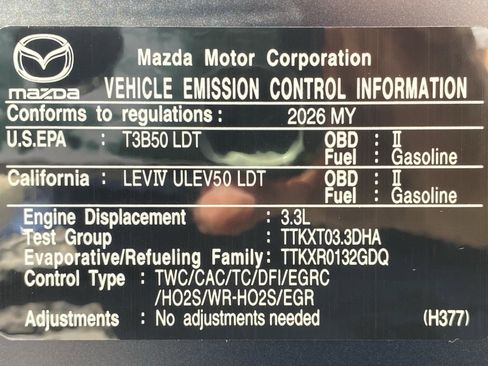 Mazda Motor Corporation
mazda VEHICLE EMISSION CONTROL INFORMATION
Conforms to regulations: 2026 MY
U.S.EPA : T3B50 LDT OBD : II
Fuel : Gasoline
California : LEVIV ULEV50 LDT OBD : II
Fuel : Gasoline
Engine Displacement : 3.3L
Test Group : TTKXT03.3DHA
Evaporative/Refueling Family: TTKXR0132GDQ
Control Type : TWC/CAC/TC/DFI/EGRC
/HO2S/WR-HO2S/EGR
Adjustments : No adjustments needed (H377)